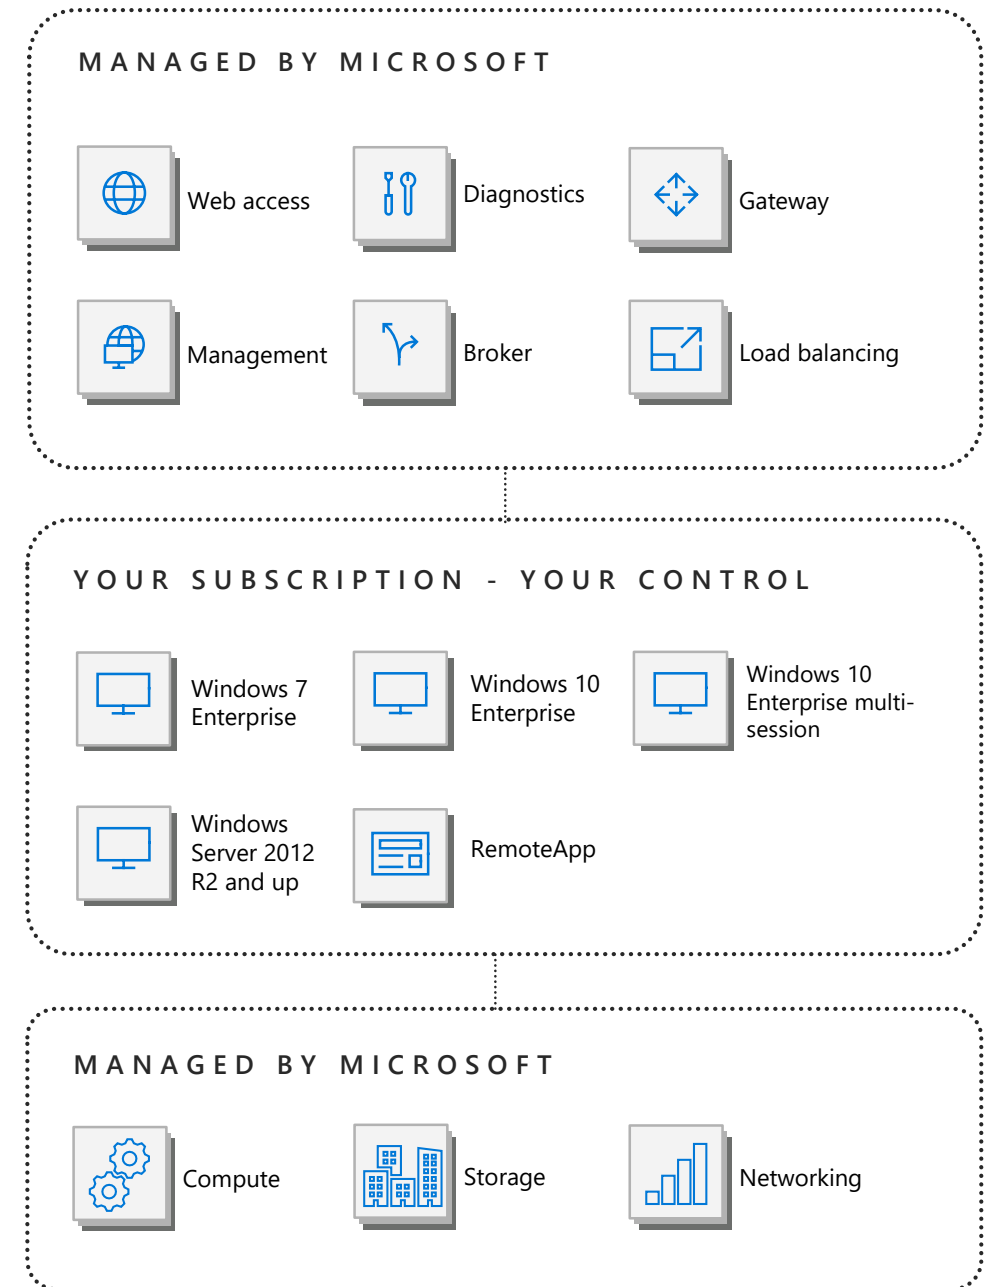 MANAGED BY MICROSOFT
Web access
Diagnostics
Gateway
Management
Broker
Load balancing
YOUR SUBSCRIPTION - YOUR CONTROL
Windows 7
Enterprise
Windows 10
Enterprise
Windows 10
Enterprise multi-
session
Windows
Server 2012
R2 and up
RemoteApp
MANAGED BY MICROSOFT
Compute
Storage
Networking